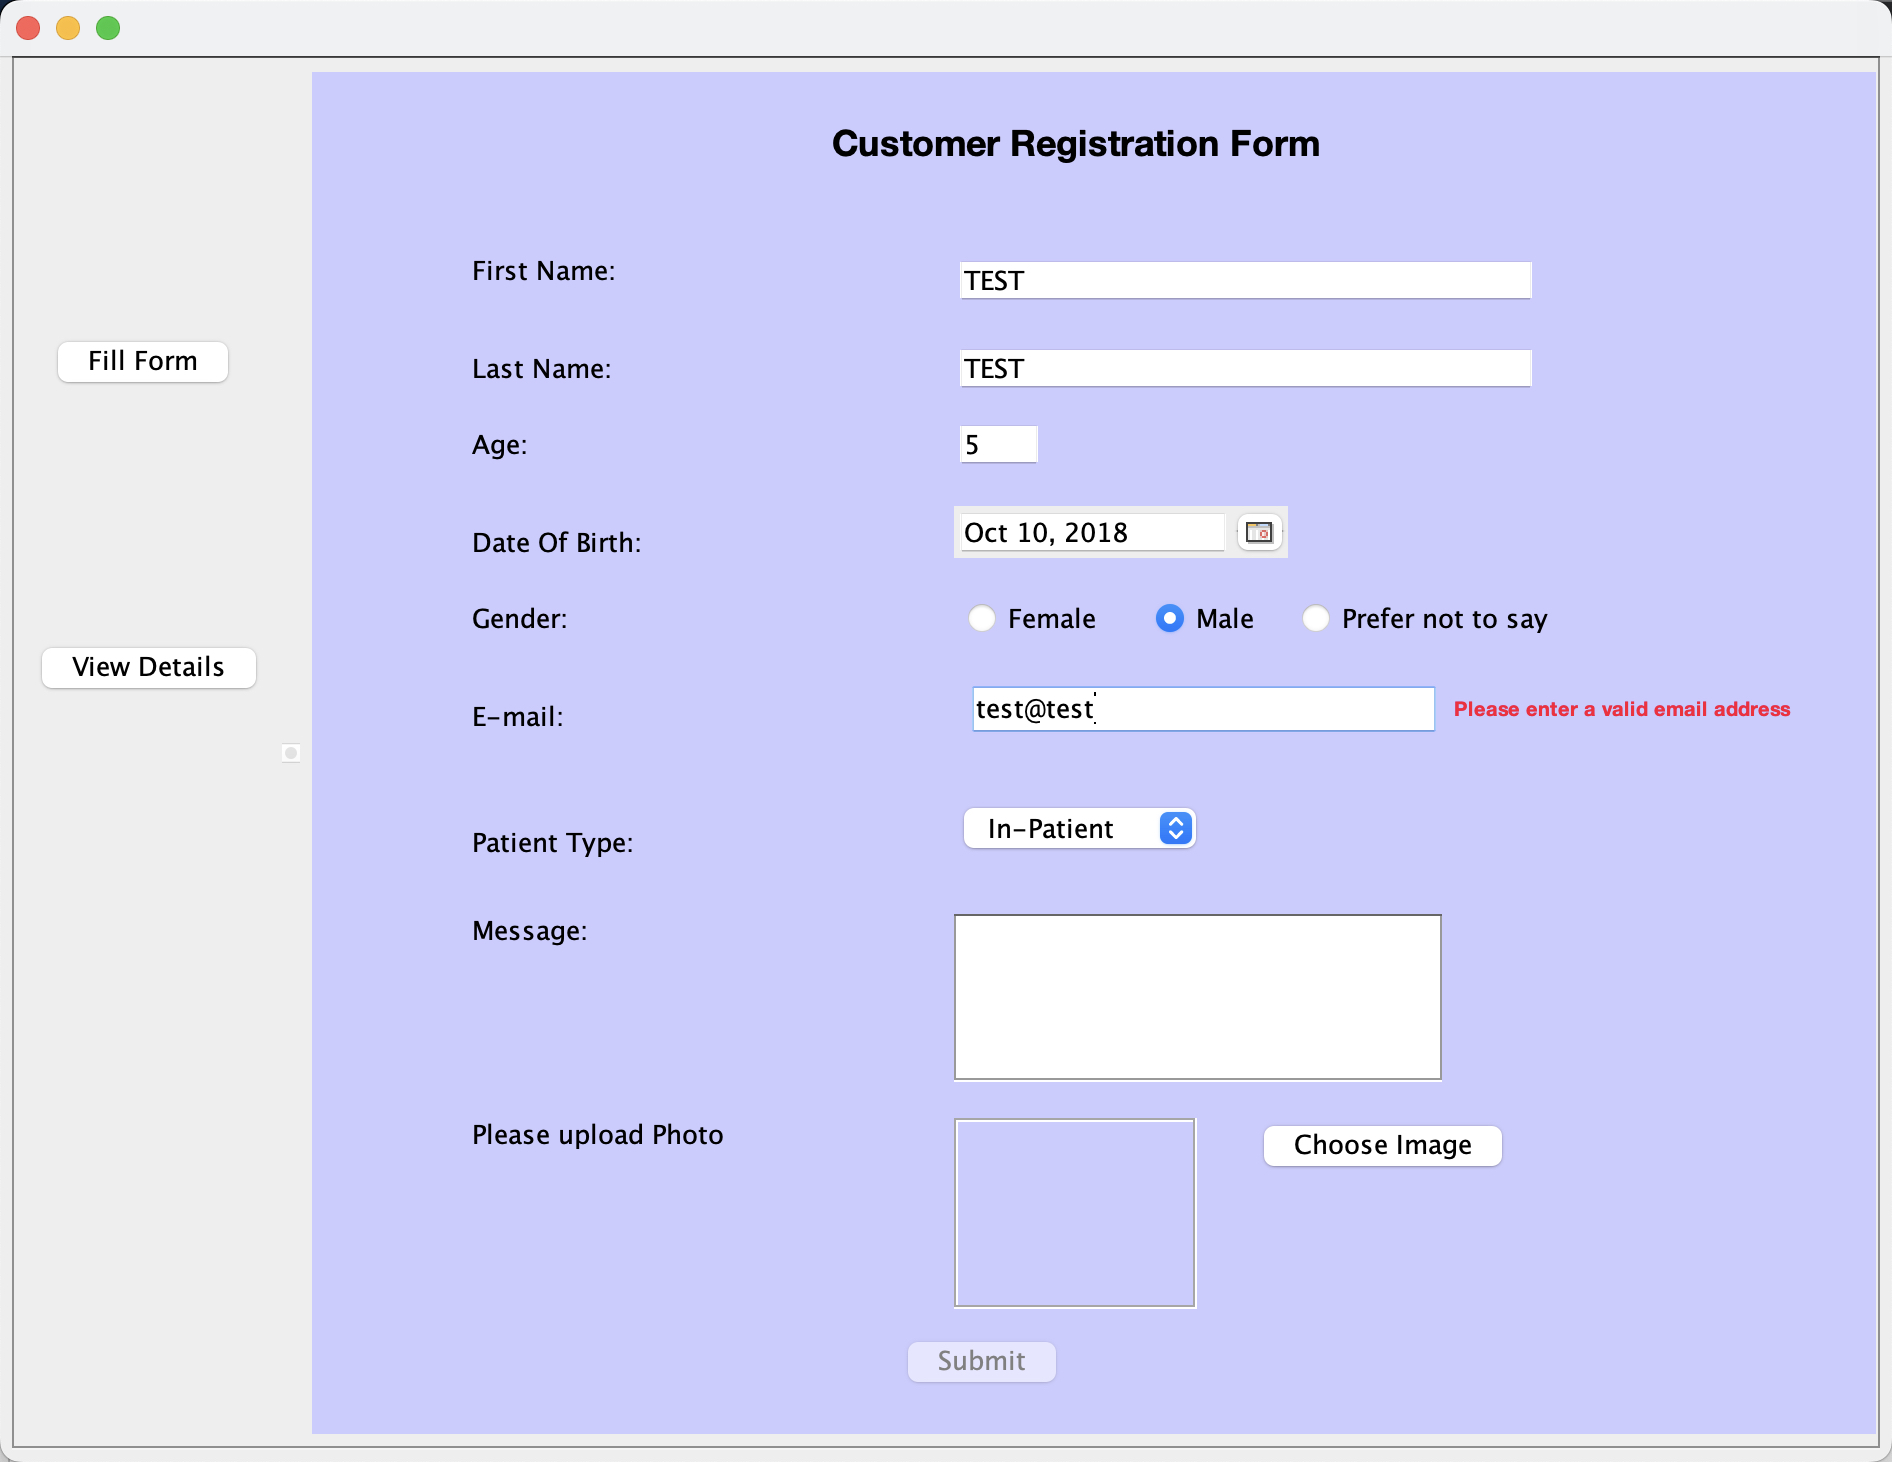 Customer Registration Form
First Name: TEST
Fill Form
Last Name: TEST
Age: 5
Date Of Birth: Oct 10, 2018
Gender: Female Male Prefer not to say
View Details
E-mail: test@test Please enter a valid email address
Patient Type: In-Patient
Message:
Please upload Photo Choose Image
Submit